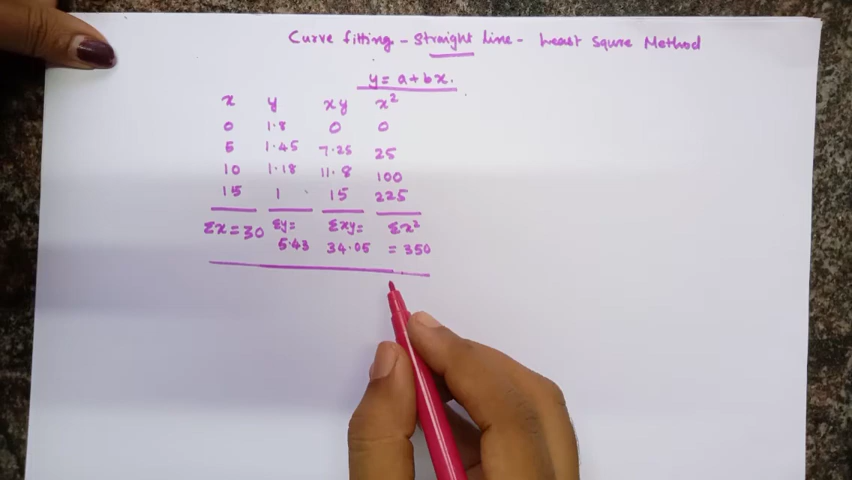 Curve fitting - Straight line - Least Squre Method
y = a + bx.
x y xy x²
0 1.8 0 0
5 1.45 7.25 25
10 1.18 11.8 100
15 1 15 225
Σx = 30 Σy = Σxy = Σx²
5.43 34.05 = 350